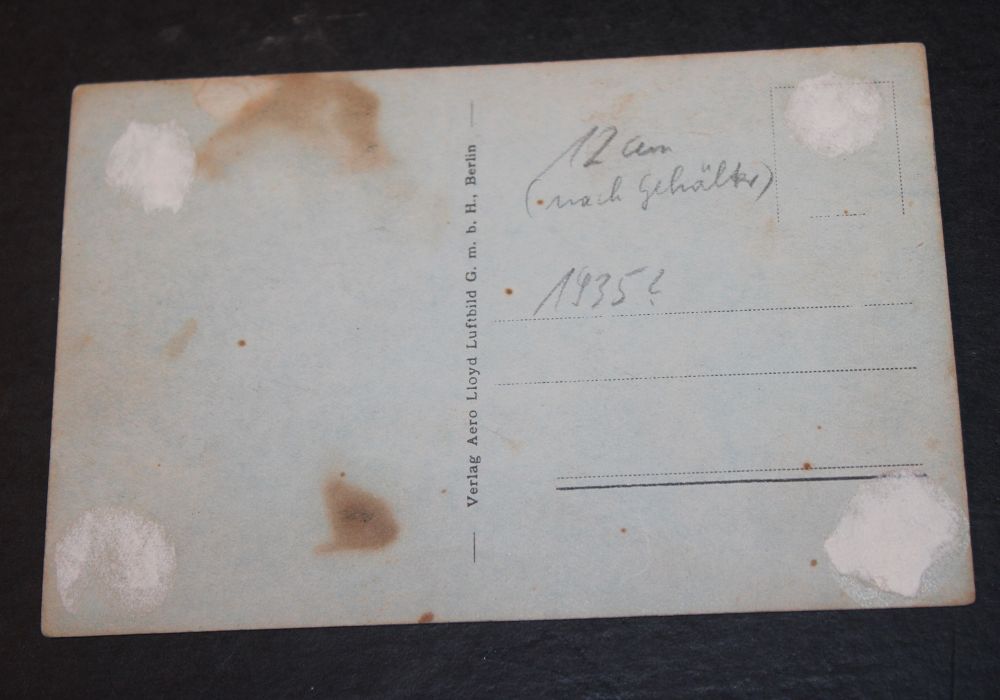 Verlag Aero Lloyd Luftbild G. m. b. H., Berlin
12 cm
(nach Gehälter)
1935?